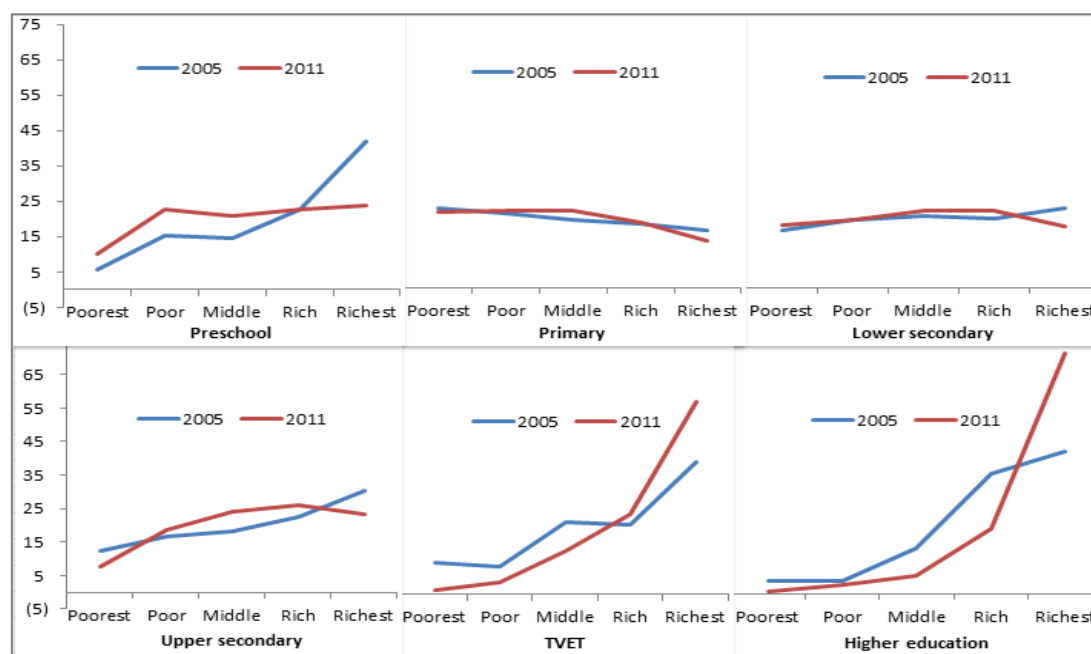 75
65
55
45
35
25
15
5
(5)
2005 2011
2005 2011
2005 2011
Poorest Poor Middle Rich Richest
Preschool
Poorest Poor Middle Rich Richest
Primary
Poorest Poor Middle Rich Richest
Lower secondary
65
55
45
35
25
15
5
(5)
2005 2011
2005 2011
2005 2011
Poorest Poor Middle Rich Richest
Upper secondary
Poorest Poor Middle Rich Richest
TVET
Poorest Poor Middle Rich Richest
Higher education